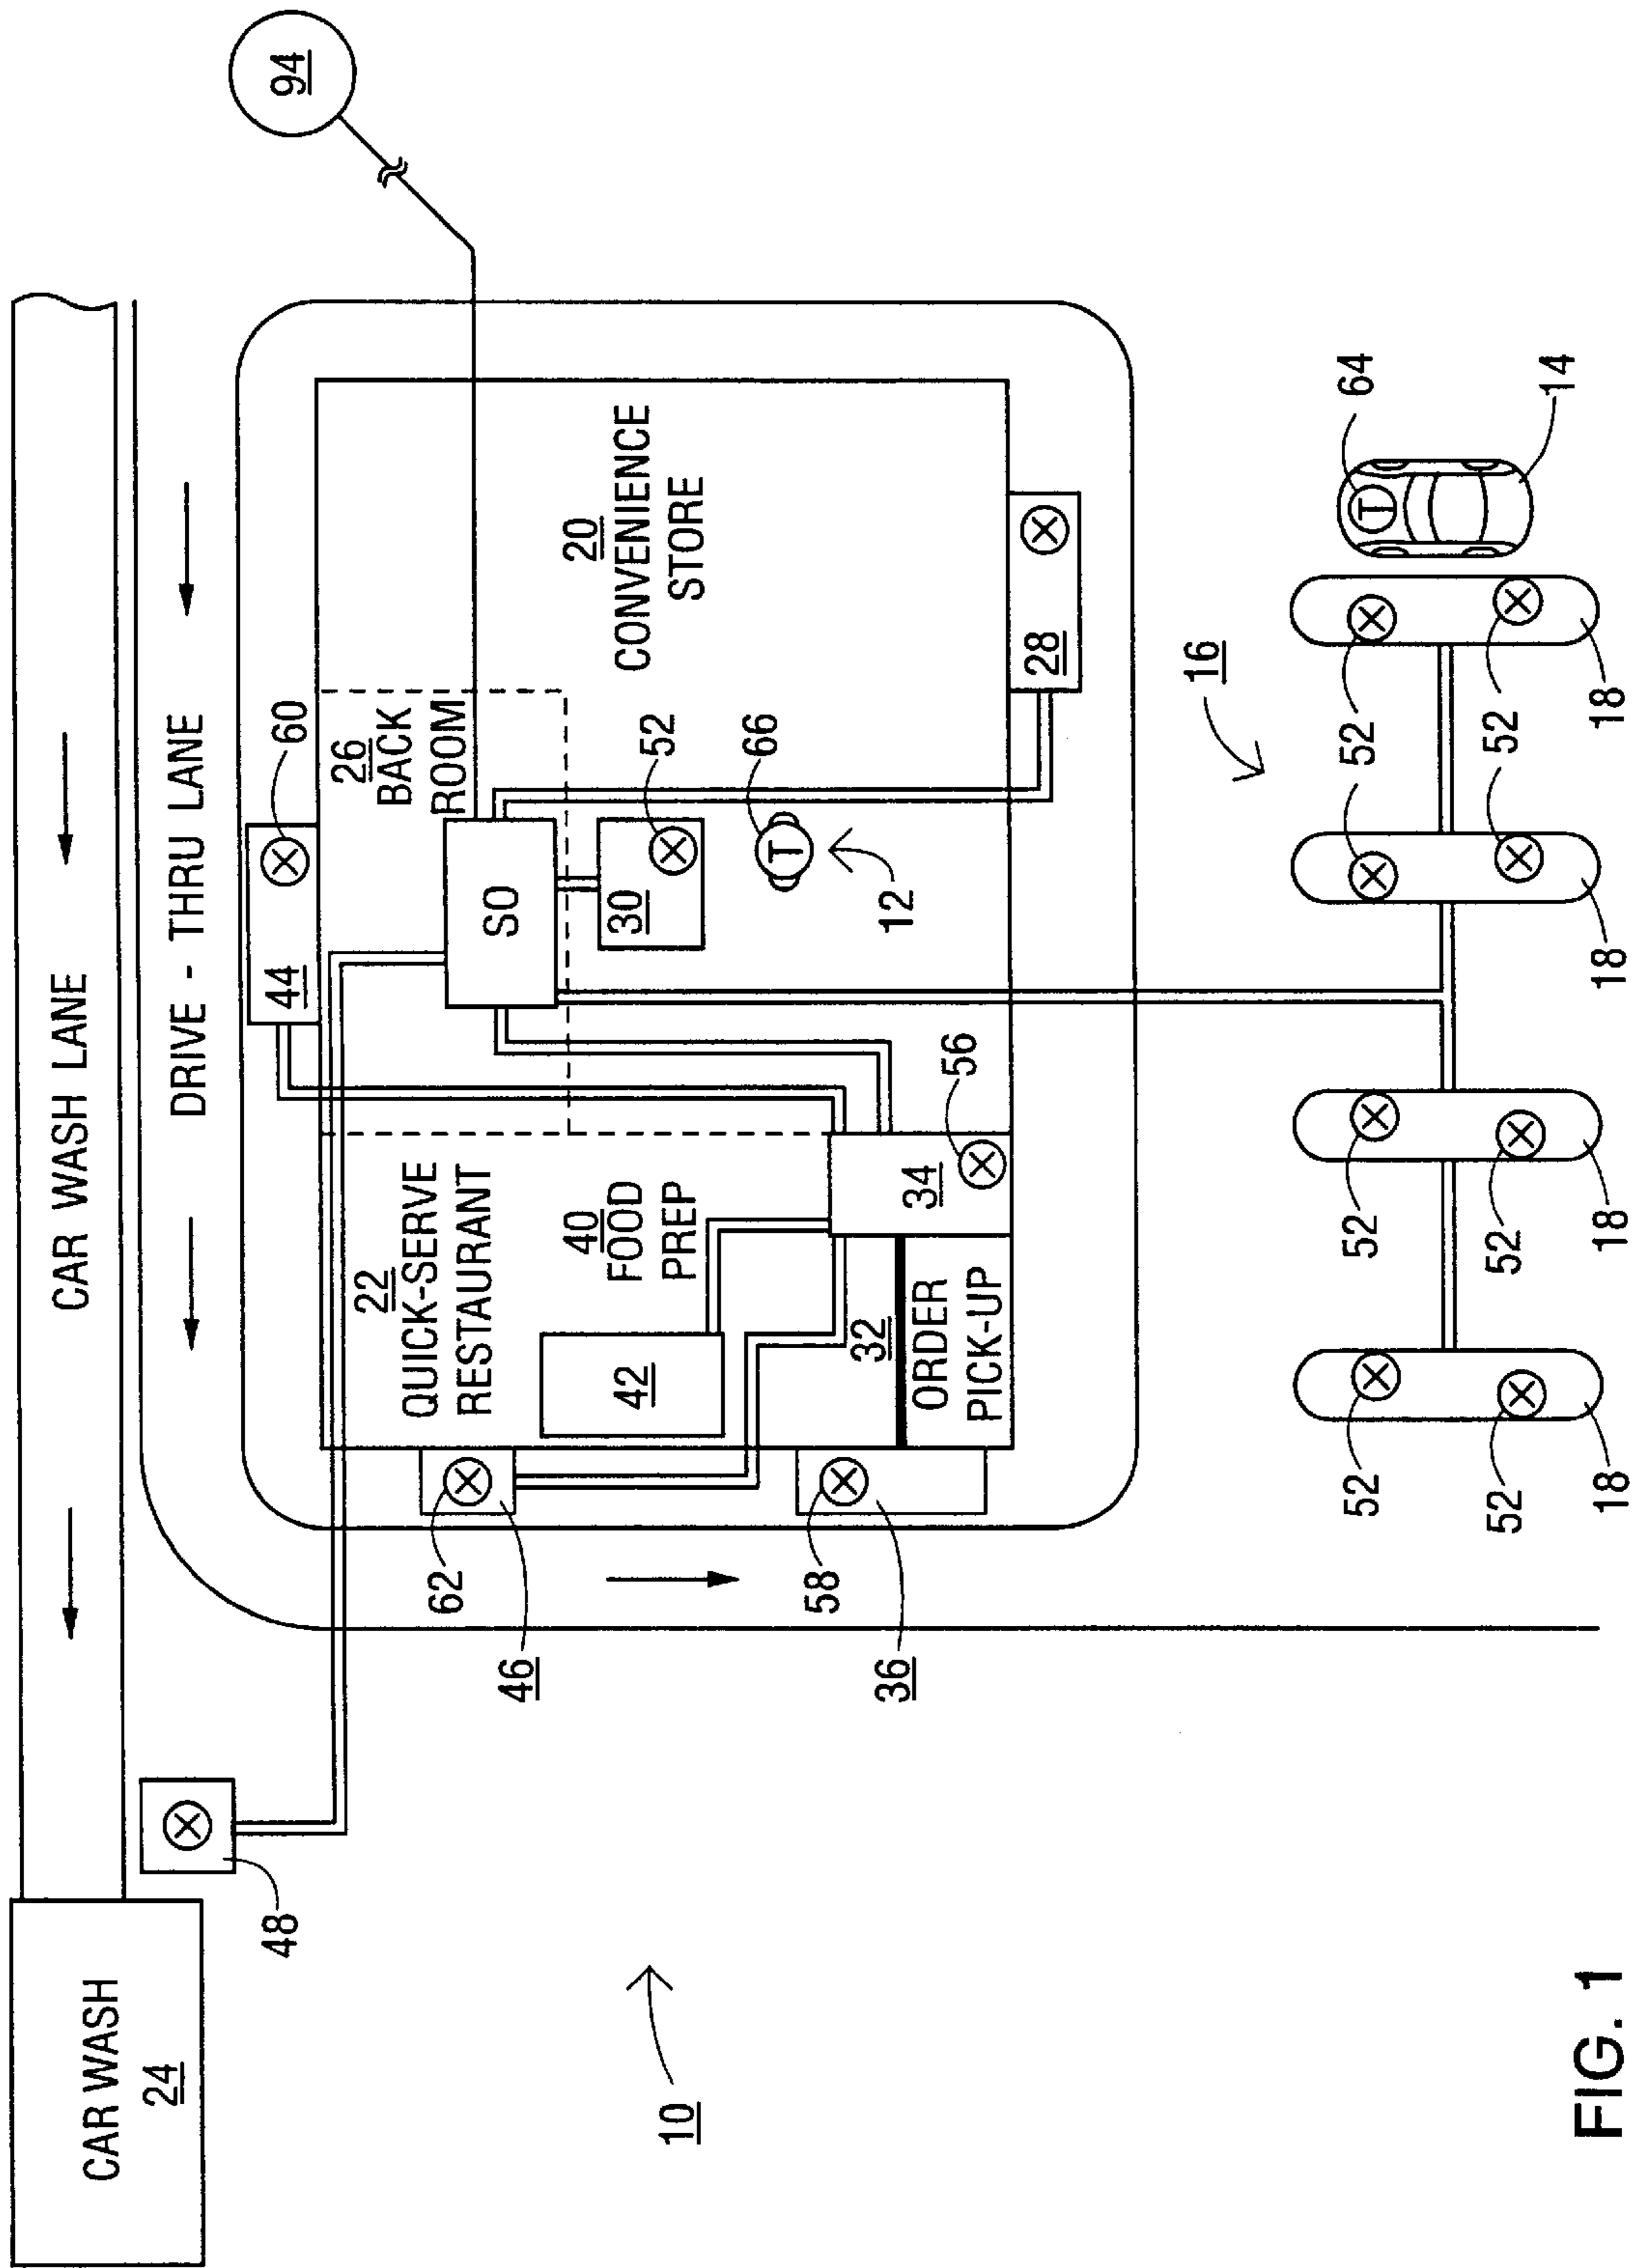 CAR WASH LANE
CAR WASH
24
DRIVE - THRU LANE
48
44
60
94
22
QUICK-SERVE
RESTAURANT
26
BACK
ROOM
62
46
SO
40
FOOD
PREP
20
CONVENIENCE
STORE
42
30
52
T
66
12
10
58
36
32
34
56
ORDER
PICK-UP
28
16
52
52
52
52
64
T
52
52
52
52
14
18
18
18
18
FIG. 1